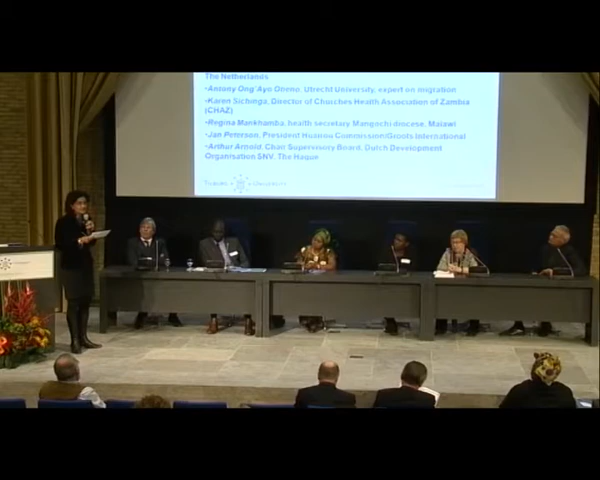 The Netherlands
•Antony Ong'Ayo Otieno, Utrecht University, expert on migration
•Karen Sichinga, Director of Churches Health Association of Zambia
(CHAZ)
•Regina Mankhamba, health secretary Mangochi diocese, Malawi
•Jan Peterson, President Huairou Commission/Groots International
•Arthur Arnold, Chair Supervisory Board, Dutch Development
Organisation SNV, The Hague